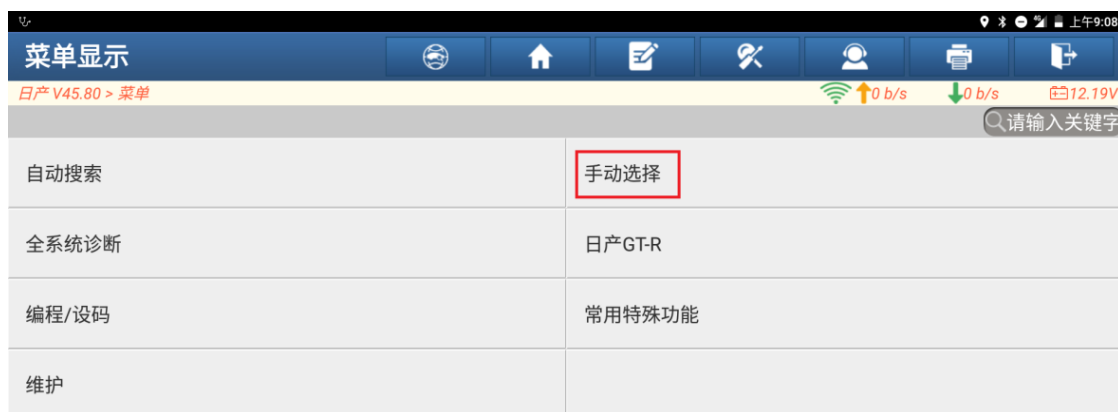 上午9:08
菜单显示
日产 V45.80 > 菜单
0 b/s
0 b/s
12.19V
请输入关键字
自动搜索
手动选择
全系统诊断
日产GT-R
编程/设码
常用特殊功能
维护